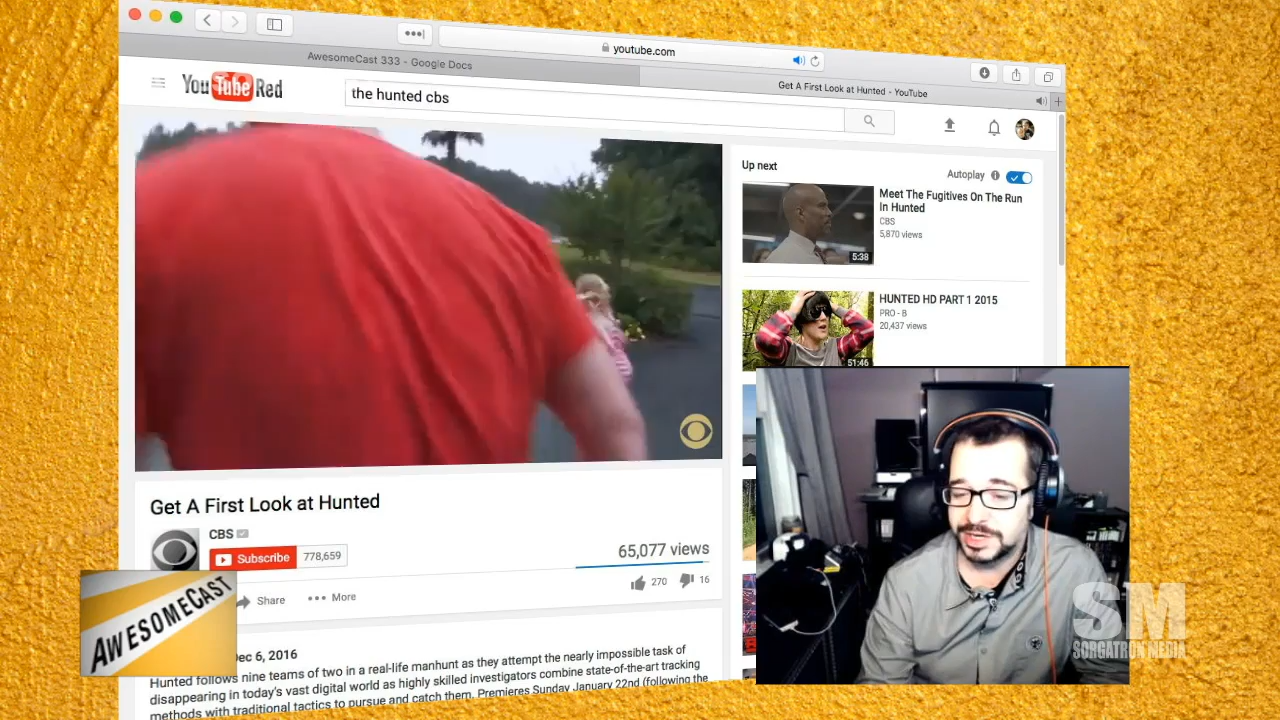 youtube.com
AwesomeCast 333 - Google Docs
Get A First Look at Hunted - YouTube
YouTube Red
the hunted cbs
Up next
Autoplay
Meet The Fugitives On The Run
In Hunted
CBS
5,870 views
5:38
HUNTED HD PART 1 2015
PRO - B
20,437 views
51:46
Get A First Look at Hunted
CBS
Subscribe 778,659
65,077 views
270 16
Share More
AWESOMECAST
Dec 6, 2016
Hunted follows nine teams of two in a real-life manhunt as they attempt the nearly impossible task of
disappearing in today's vast digital world as highly skilled investigators combine state-of-the-art tracking
methods with traditional tactics to pursue and catch them. Premieres Sunday January 22nd (following the
SM
SORGATRON MEDIA